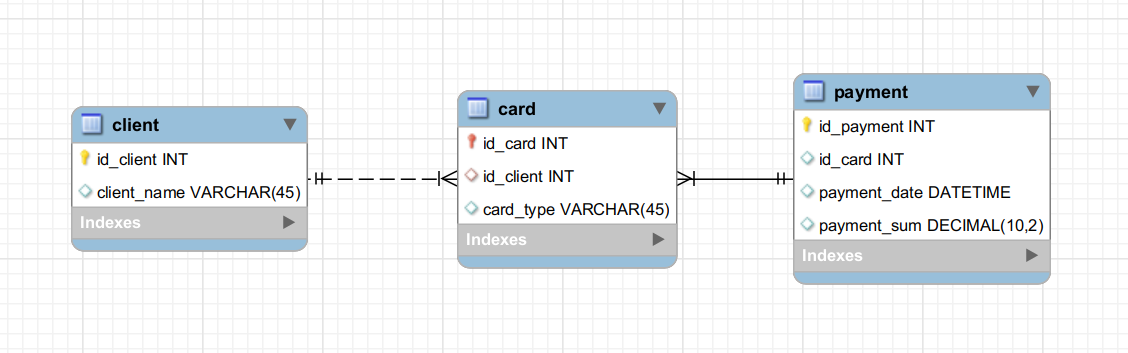 client
id_client INT
client_name VARCHAR(45)
Indexes
card
id_card INT
id_client INT
card_type VARCHAR(45)
Indexes
payment
id_payment INT
id_card INT
payment_date DATETIME
payment_sum DECIMAL(10,2)
Indexes